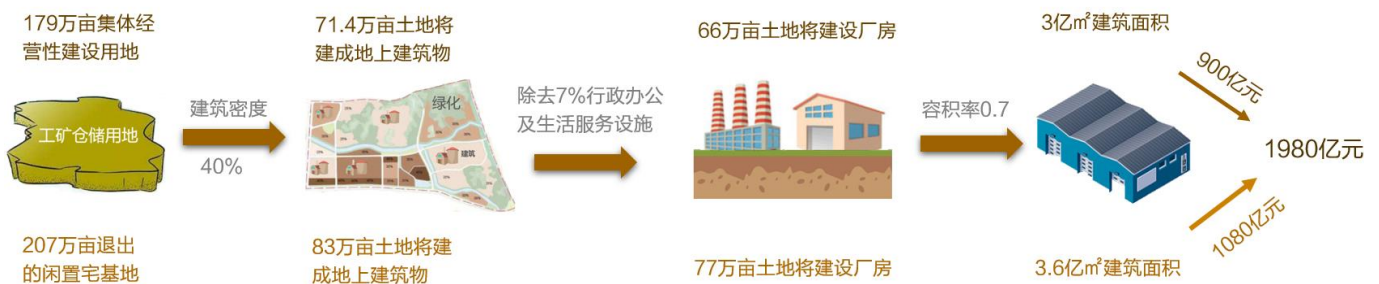 179万亩集体经
营性建设用地
工矿仓储用地
207万亩退出
的闲置宅基地
建筑密度
40%
71.4万亩土地将
建成地上建筑物
绿化
建筑
83万亩土地将建
成地上建筑物
除去7%行政办公
及生活服务设施
66万亩土地将建设厂房
77万亩土地将建设厂房
容积率0.7
3亿㎡建筑面积
3.6亿㎡建筑面积
900亿元
1080亿元
1980亿元